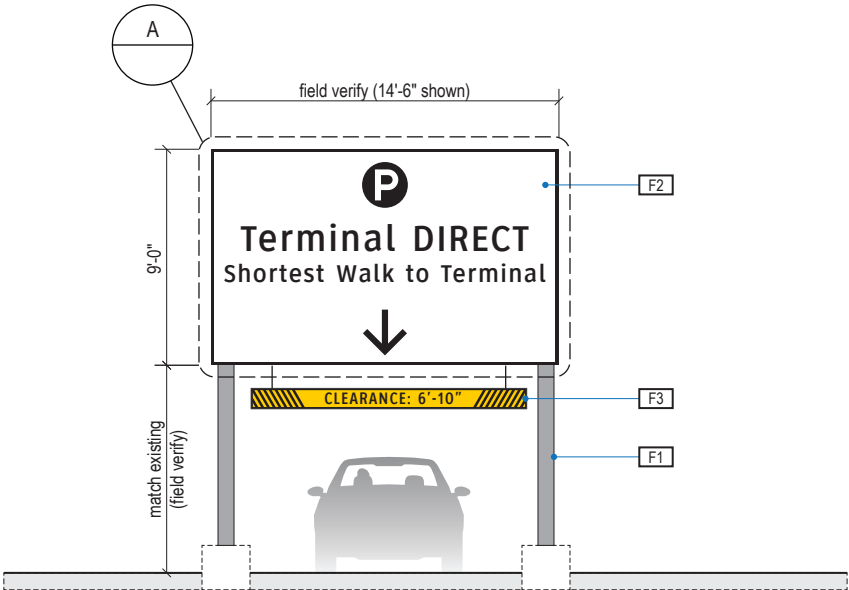 A
field verify (14'-6" shown)
P
F2
Terminal DIRECT
Shortest Walk to Terminal
9'-0"
CLEARANCE: 6'-10"
F3
match existing
(field verify)
F1